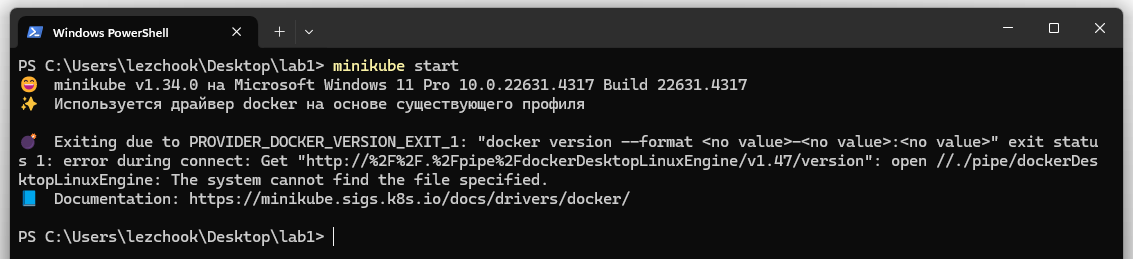 Windows PowerShell
PS C:\Users\lezchook\Desktop\lab1> minikube start
😄  minikube v1.34.0 на Microsoft Windows 11 Pro 10.0.22631.4317 Build 22631.4317
✨  Используется драйвер docker на основе существующего профиля
💣  Exiting due to PROVIDER_DOCKER_VERSION_EXIT_1: "docker version --format <no value>-<no value>:<no value>" exit statu
s 1: error during connect: Get "http://%2F%2F.%2Fpipe%2FdockerDesktopLinuxEngine/v1.47/version": open //./pipe/dockerDes
ktopLinuxEngine: The system cannot find the file specified.
📘  Documentation: https://minikube.sigs.k8s.io/docs/drivers/docker/
PS C:\Users\lezchook\Desktop\lab1>